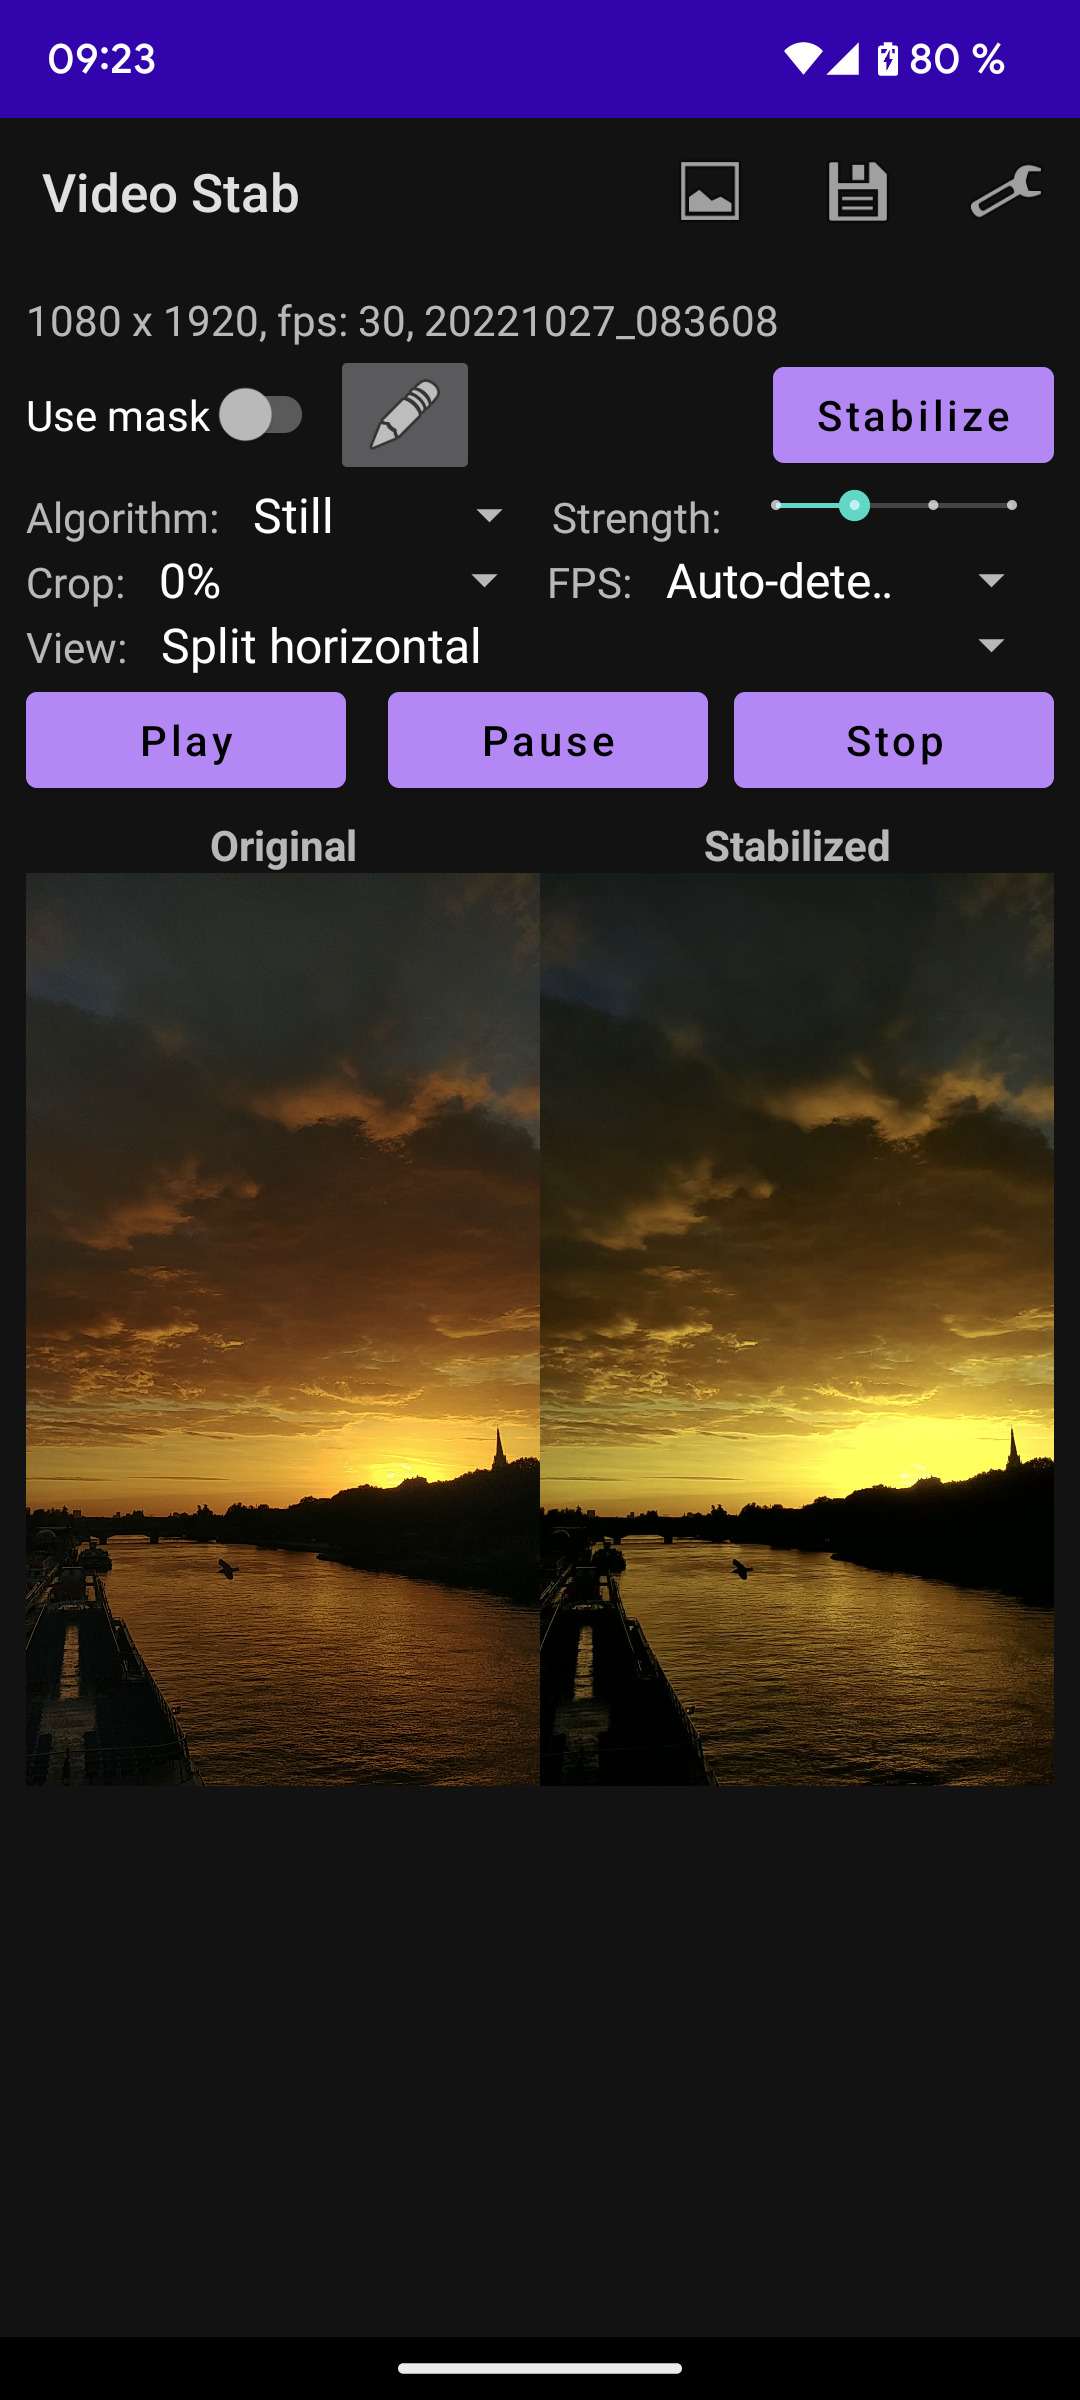 09:23 80 %
Video Stab
1080 x 1920, fps: 30, 20221027_083608
Use mask Stabilize
Algorithm: Still Strength:
Crop: 0% FPS: Auto-dete..
View: Split horizontal
Play Pause Stop
Original Stabilized